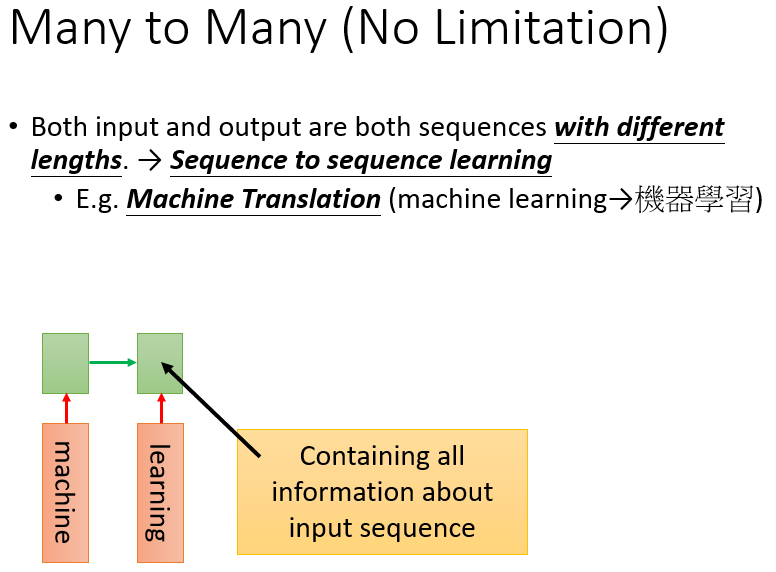 Many to Many (No Limitation)
• Both input and output are both sequences with different
lengths. → Sequence to sequence learning
• E.g. Machine Translation (machine learning→機器學習)
machine
learning
Containing all
information about
input sequence